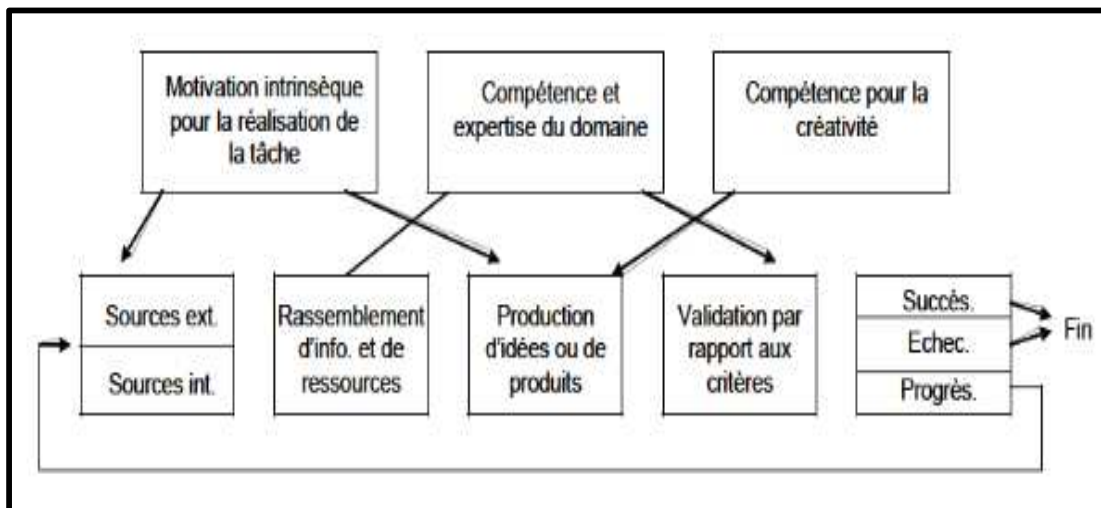 Motivation intrinsèque
pour la réalisation de
la tâche
Compétence et
expertise du domaine
Compétence pour la
créativité
Sources ext.
Sources int.
Rassemblement
d'info. et de
ressources
Production
d'idées ou de
produits
Validation par
rapport aux
critères
Succès.
Echec.
Progrès.
Fin